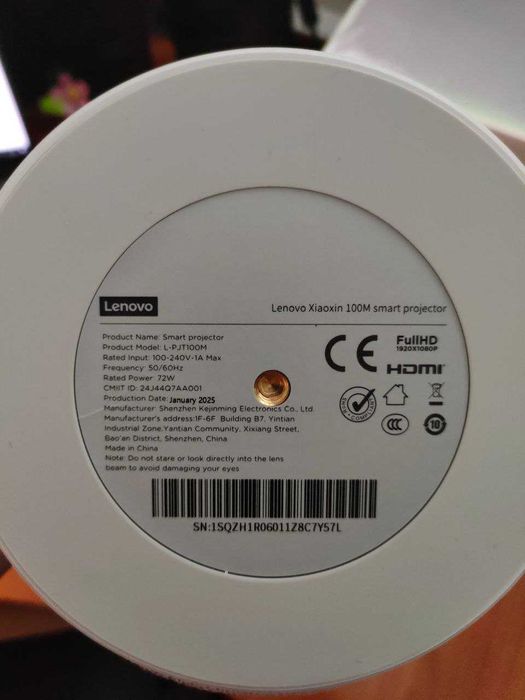 Lenovo
Lenovo Xiaoxin 100M smart projector
Product Name: Smart projector
Product Model: L-PJT100M
Rated Input: 100-240V⎓1A Max
Frequency: 50/60Hz
Rated Power: 72W
CMIIT ID: 24J44Q7AA001
Production Date: January 2025
Manufacturer: Shenzhen Kejinming Electronics Co., Ltd.
Manufacturer's address:1F-6F Building B7, Yintian
Industrial Zone,Yantian Community, Xixiang Street,
Bao'an District, Shenzhen, China
Made in China
Note: Do not stare or look directly into the lens
beam to avoid damaging your eyes
CE
FullHD
1920X1080P
HDMI
CCC
10
SN:1SQZH1R06011Z8C7Y57L